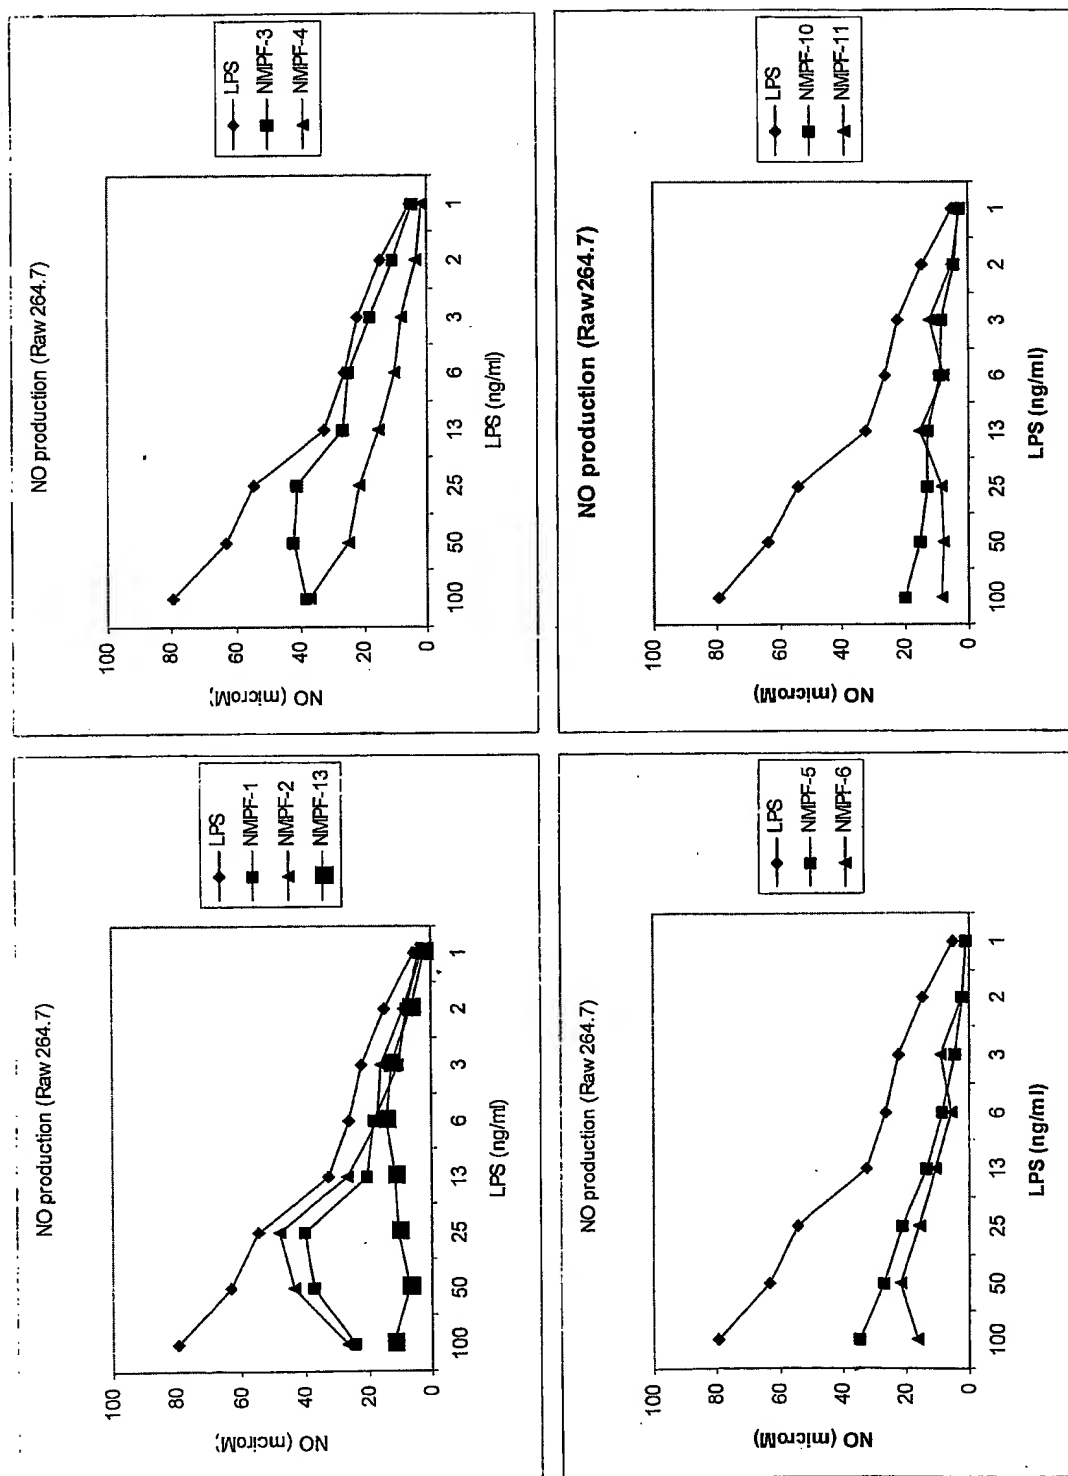 NO production (Raw 264.7)
100
80
60
40
20
0
NO (mciroM)
100 50 25 13 6 3 2 1
LPS (ng/ml)
LPS
NMPF-1
NMPF-2
NMPF-13
NO production (Raw 264.7)
100
80
60
40
20
0
NO (microM)
100 50 25 13 6 3 2 1
LPS (ng/ml)
LPS
NMPF-3
NMPF-4
NO production (Raw 264.7)
100
80
60
40
20
0
NO (microM)
100 50 25 13 6 3 2 1
LPS (ng/ml)
LPS
NMPF-5
NMPF-6
NO production (Raw264.7)
100
80
60
40
20
0
NO (microM)
100 50 25 13 6 3 2 1
LPS (ng/ml)
LPS
NMPF-10
NMPF-11